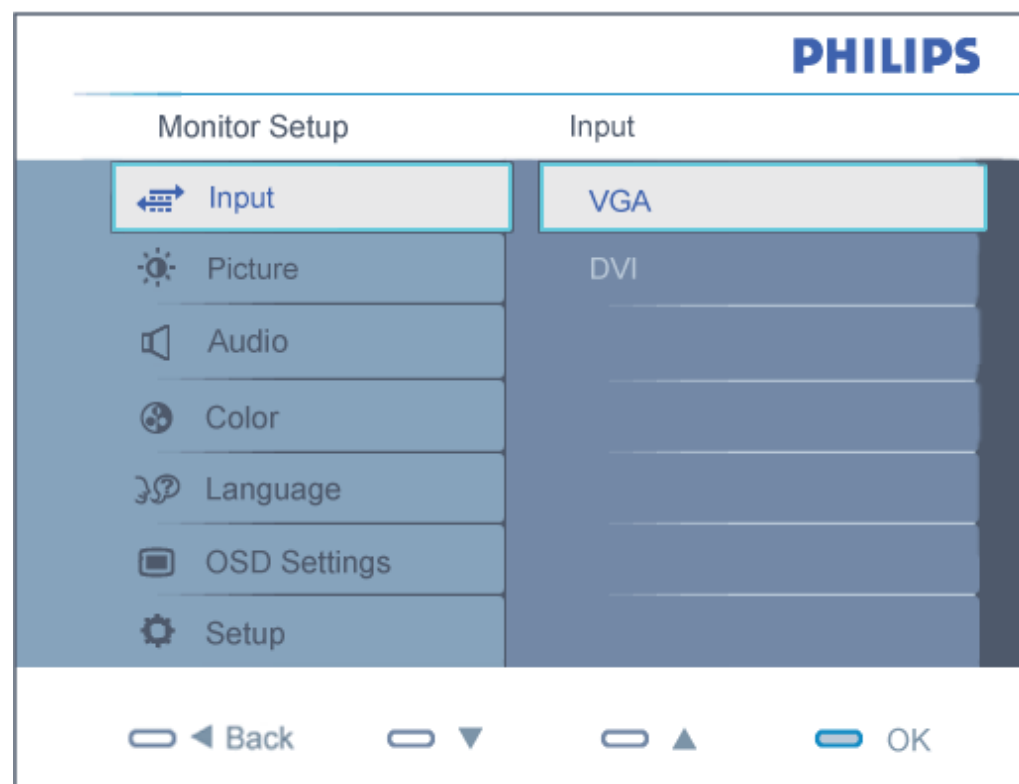 PHILIPS
Monitor Setup
Input
Input
VGA
Picture
DVI
Audio
Color
Language
OSD Settings
Setup
Back
OK